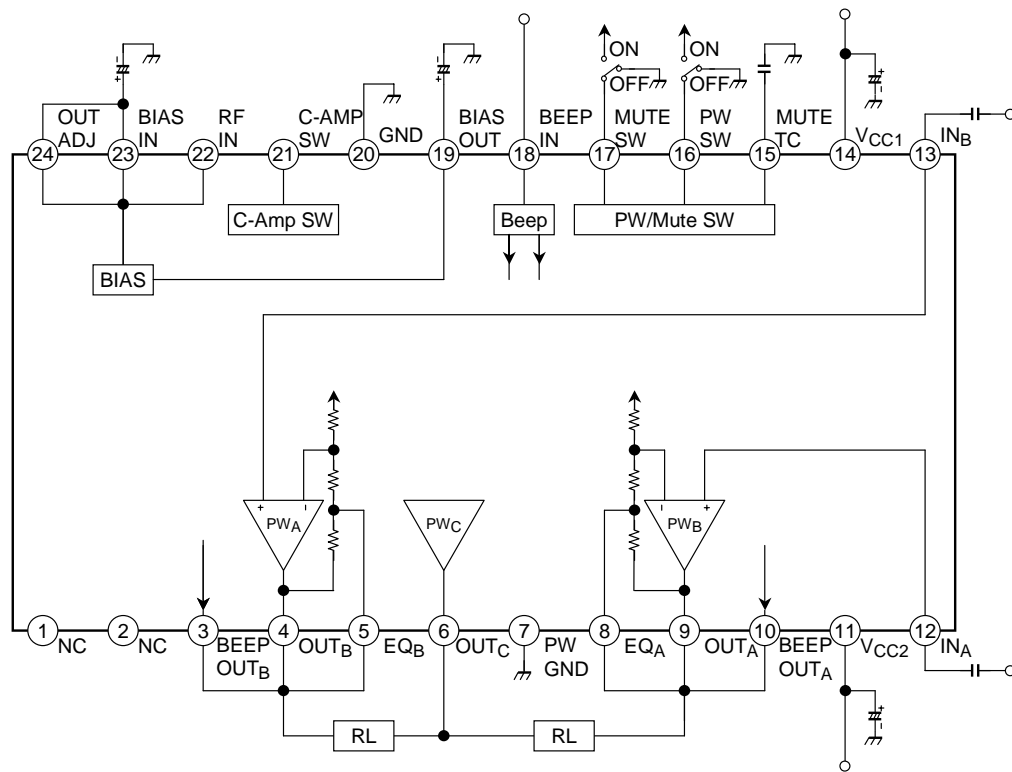 ON
ON
OFF
OFF
OUT ADJ
BIAS IN
RF IN
C-AMP SW
GND
BIAS OUT
BEEP IN
MUTE SW
PW SW
MUTE TC
VCC1
INB
24
23
22
21
20
19
18
17
16
15
14
13
C-Amp SW
Beep
PW/Mute SW
BIAS
+
-
-
+
PWA
PWC
PWB
1
2
3
4
5
6
7
8
9
10
11
12
NC
NC
BEEP OUTB
OUTB
EQB
OUTC
PW GND
EQA
OUTA
BEEP OUTA
VCC2
INA
RL
RL